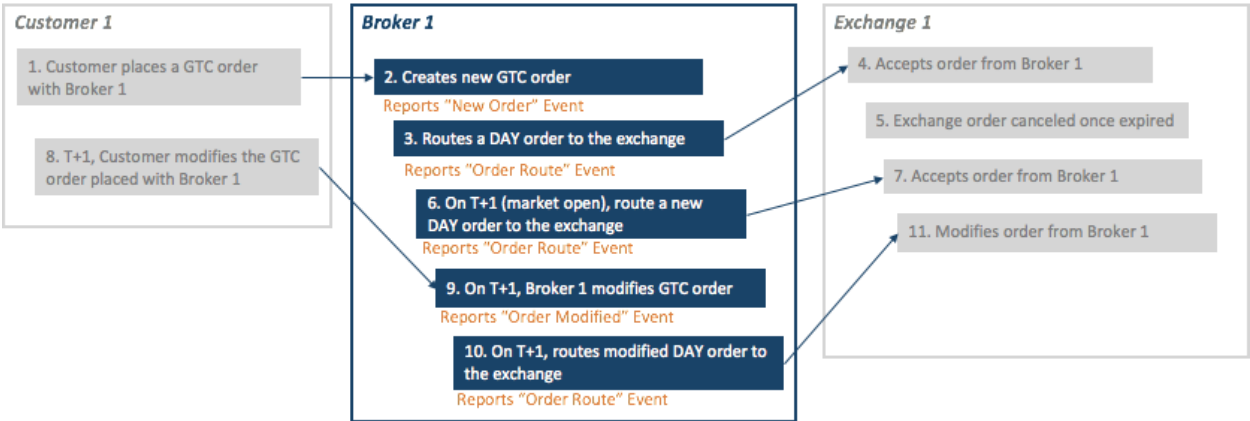 Customer 1
1. Customer places a GTC order
with Broker 1
8. T+1, Customer modifies the GTC
order placed with Broker 1
Broker 1
2. Creates new GTC order
Reports "New Order" Event
3. Routes a DAY order to the exchange
Reports "Order Route" Event
6. On T+1 (market open), route a new
DAY order to the exchange
Reports "Order Route" Event
9. On T+1, Broker 1 modifies GTC order
Reports "Order Modified" Event
10. On T+1, routes modified DAY order to
the exchange
Reports "Order Route" Event
Exchange 1
4. Accepts order from Broker 1
5. Exchange order canceled once expired
7. Accepts order from Broker 1
11. Modifies order from Broker 1